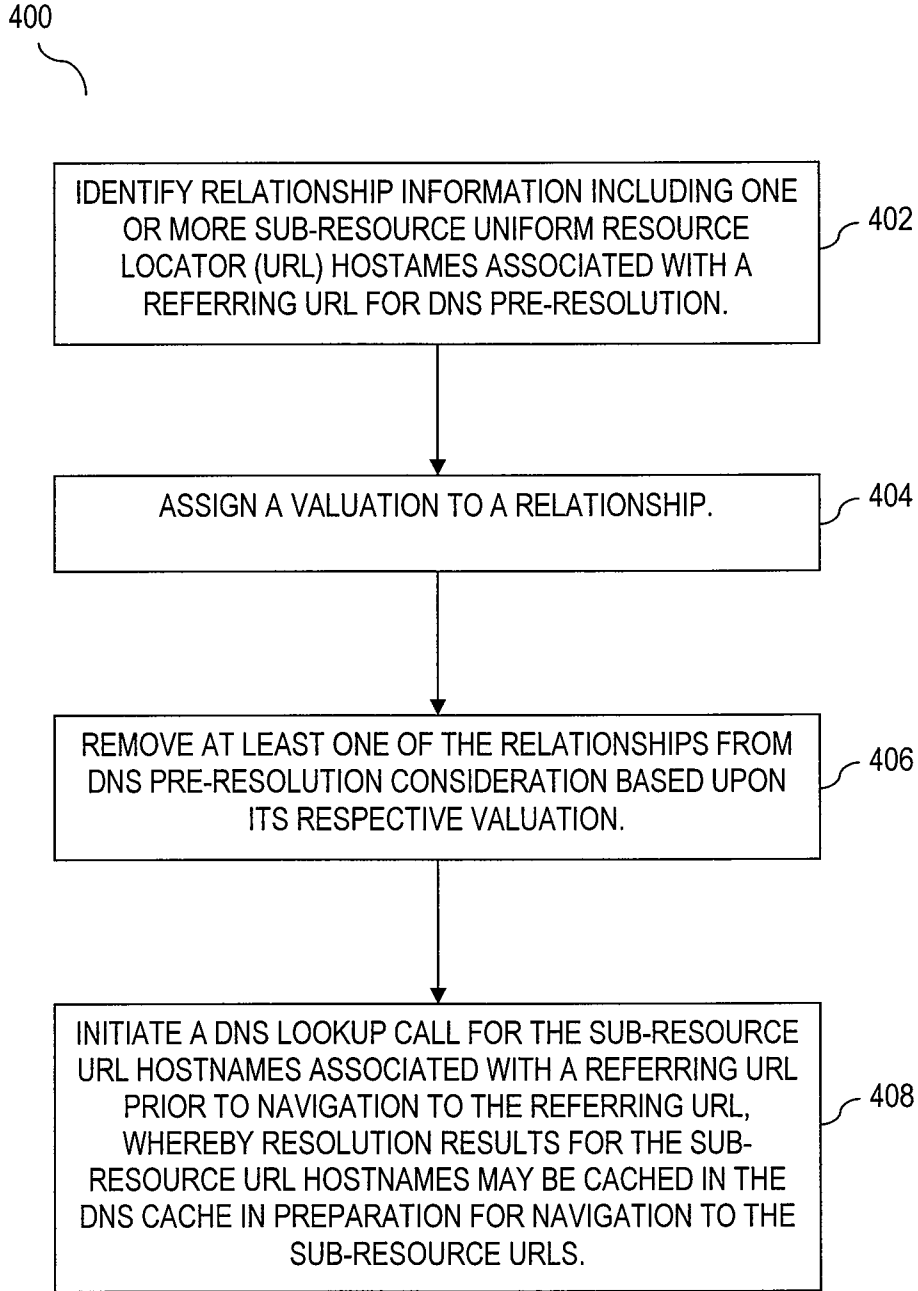 400
IDENTIFY RELATIONSHIP INFORMATION INCLUDING ONE
OR MORE SUB-RESOURCE UNIFORM RESOURCE
LOCATOR (URL) HOSTAMES ASSOCIATED WITH A
REFERRING URL FOR DNS PRE-RESOLUTION.
402
ASSIGN A VALUATION TO A RELATIONSHIP.
404
REMOVE AT LEAST ONE OF THE RELATIONSHIPS FROM
DNS PRE-RESOLUTION CONSIDERATION BASED UPON
ITS RESPECTIVE VALUATION.
406
INITIATE A DNS LOOKUP CALL FOR THE SUB-RESOURCE
URL HOSTNAMES ASSOCIATED WITH A REFERRING URL
PRIOR TO NAVIGATION TO THE REFERRING URL,
WHEREBY RESOLUTION RESULTS FOR THE SUB-
RESOURCE URL HOSTNAMES MAY BE CACHED IN THE
DNS CACHE IN PREPARATION FOR NAVIGATION TO THE
SUB-RESOURCE URLS.
408